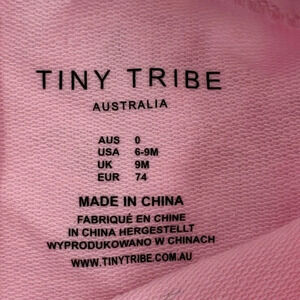 TINY TRIBE
AUSTRALIA
AUS 0
USA 6-9M
UK 9M
EUR 74
MADE IN CHINA
FABRIQUÉ EN CHINE
IN CHINA HERGESTELLT
WYPRODUKOWANO W CHINACH
WWW.TINYTRIBE.COM.AU